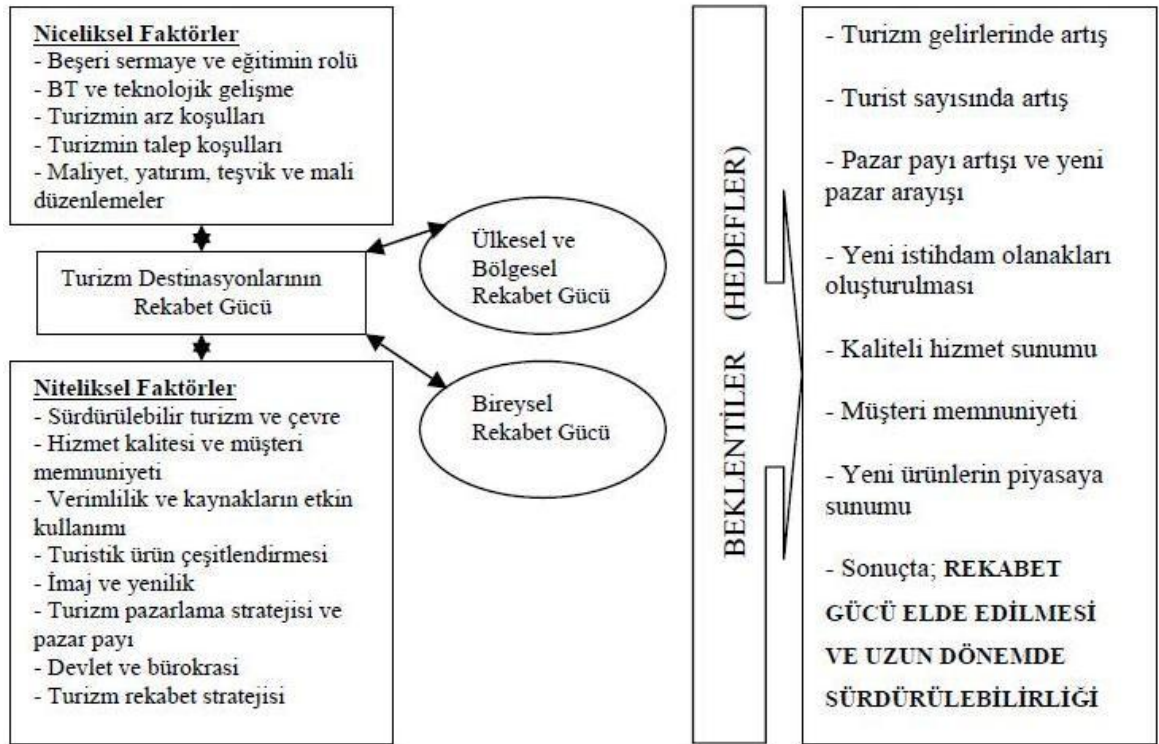 Niceliksel Faktörler
- Beşeri sermaye ve eğitimin rolü
- BT ve teknolojik gelişme
- Turizmin arz koşulları
- Turizmin talep koşulları
- Maliyet, yatırım, teşvik ve mali
düzenlemeler
Turizm Destinasyonlarının
Rekabet Gücü
Niteliksel Faktörler
- Sürdürülebilir turizm ve çevre
- Hizmet kalitesi ve müşteri
memnuniyeti
- Verimlilik ve kaynakların etkin
kullanımı
- Turistik ürün çeşitlendirmesi
- İmaj ve yenilik
- Turizm pazarlama stratejisi ve
pazar payı
- Devlet ve bürokrasi
- Turizm rekabet stratejisi
Ülkesel ve
Bölgesel
Rekabet Gücü
Bireysel
Rekabet Gücü
BEKLENTİLER (HEDEFLER)
- Turizm gelirlerinde artış
- Turist sayısında artış
- Pazar payı artışı ve yeni
pazar arayışı
- Yeni istihdam olanakları
oluşturulması
- Kaliteli hizmet sunumu
- Müşteri memnuniyeti
- Yeni ürünlerin piyasaya
sunumu
- Sonuçta; REKABET
GÜCÜ ELDE EDİLMESİ
VE UZUN DÖNEMDE
SÜRDÜRÜLEBİLİRLİĞİ